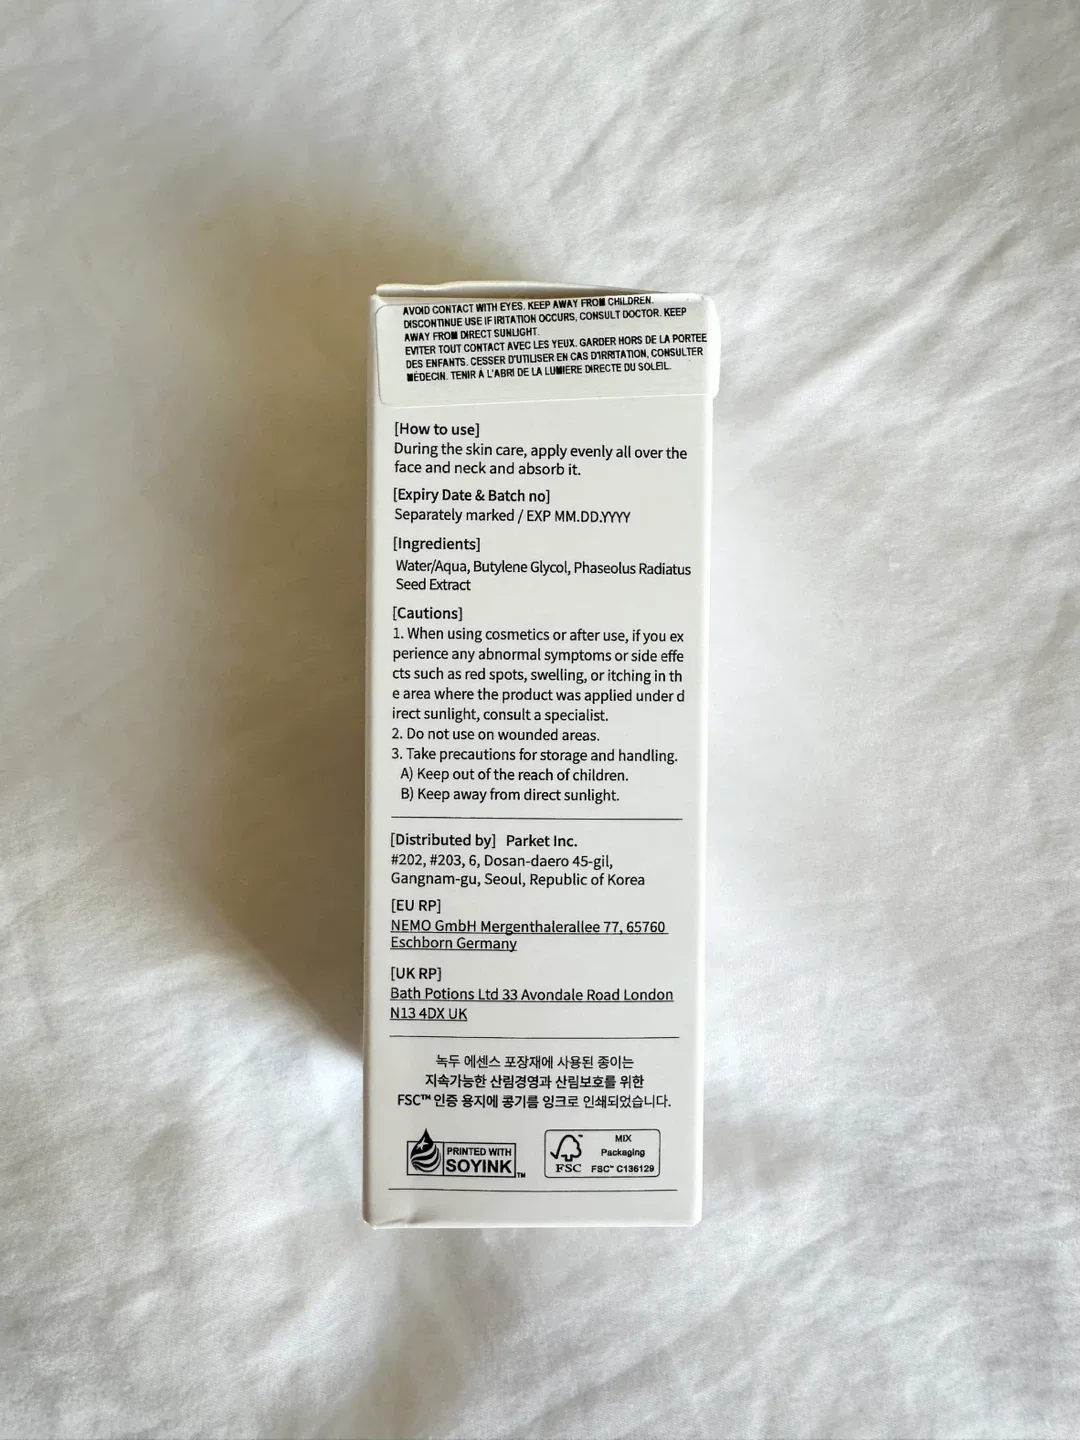 AVOID CONTACT WITH EYES. KEEP AWAY FROM CHILDREN.
DISCONTINUE USE IF IRITATION OCCURS, CONSULT DOCTOR. KEEP
AWAY FROM DIRECT SUNLIGHT.
EVITER TOUT CONTACT AVEC LES YEUX. GARDER HORS DE LA PORTEE
DES ENFANTS. CESSER D'UTILISER EN CAS D'IRRITATION, CONSULTER
MÉDECIN. TENIR À L'ABRI DE LA LUMIERE DIRECTE DU SOLEIL.
[How to use]
During the skin care, apply evenly all over the
face and neck and absorb it.
[Expiry Date & Batch no]
Separately marked / EXP MM.DD.YYYY
[Ingredients]
Water/Aqua, Butylene Glycol, Phaseolus Radiatus
Seed Extract
[Cautions]
1. When using cosmetics or after use, if you ex
perience any abnormal symptoms or side effe
cts such as red spots, swelling, or itching in th
e area where the product was applied under d
irect sunlight, consult a specialist.
2. Do not use on wounded areas.
3. Take precautions for storage and handling.
A) Keep out of the reach of children.
B) Keep away from direct sunlight.
[Distributed by] Parket Inc.
#202, #203, 6, Dosan-daero 45-gil,
Gangnam-gu, Seoul, Republic of Korea
[EU RP]
NEMO GmbH Mergenthalerallee 77, 65760
Eschborn Germany
[UK RP]
Bath Potions Ltd 33 Avondale Road London
N13 4DX UK
녹두 에센스 포장재에 사용된 종이는
지속가능한 산림경영과 산림보호를 위한
FSC™ 인증 용지에 콩기름 잉크로 인쇄되었습니다.
PRINTED WITH
SOYINK™
FSC
MIX
Packaging
FSC™ C136129